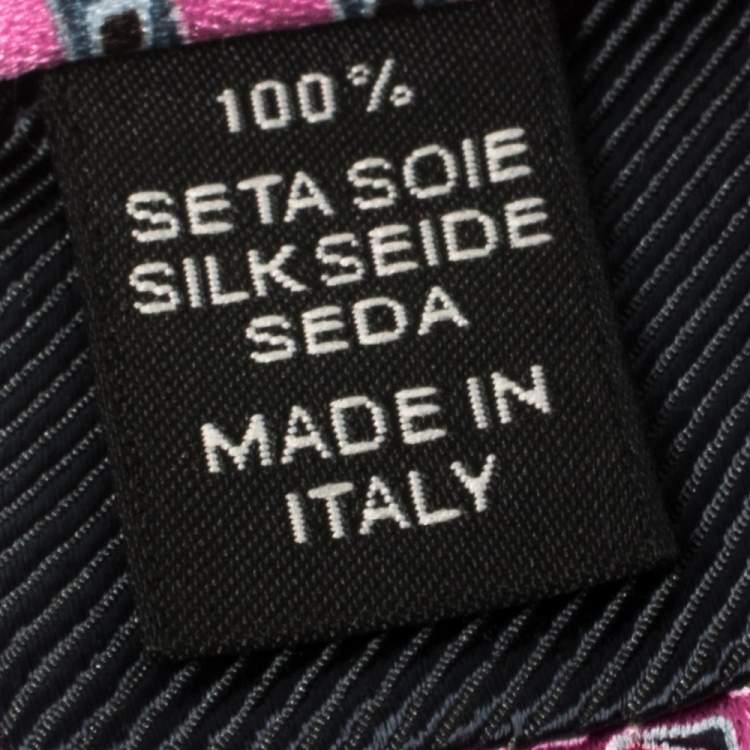 100%
SETA SOIE
SILK SEIDE
SEDA
MADE IN
ITALY